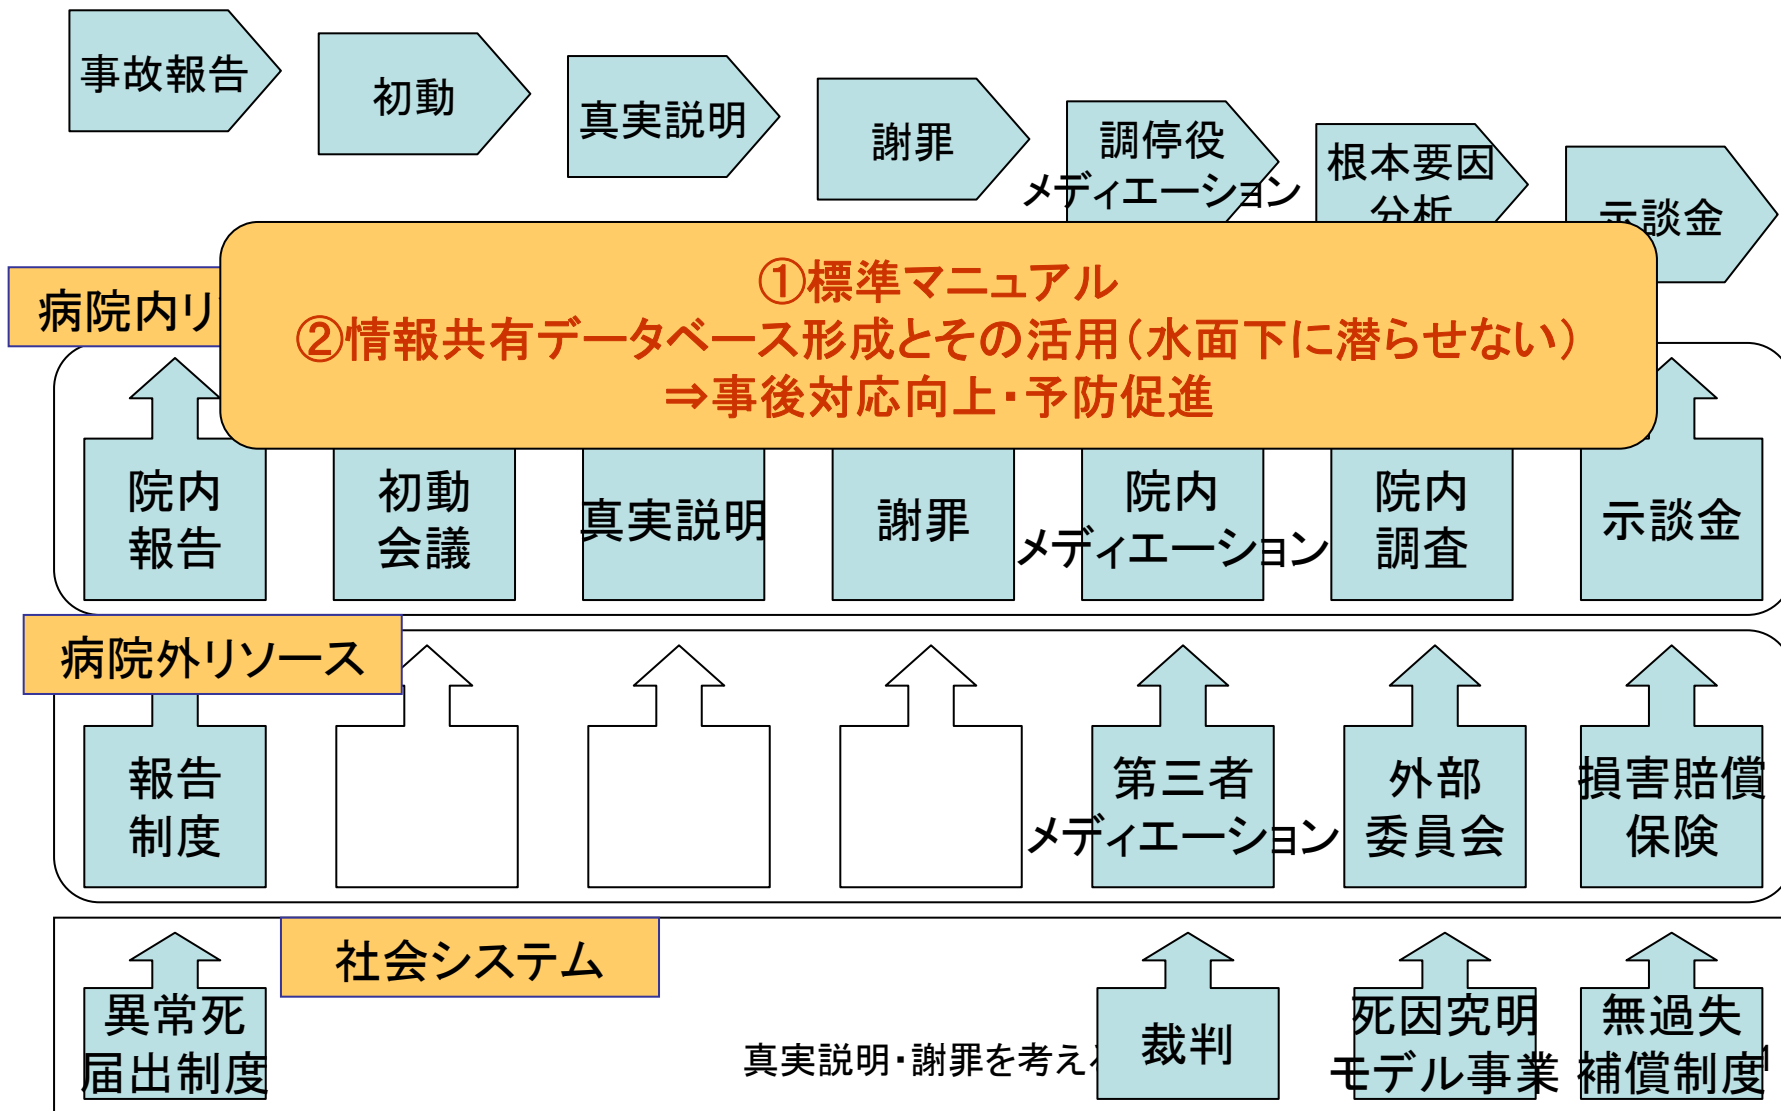 事故報告
初動
真実説明
謝罪
調停役
メディエーション
根本要因
分析
示談金
病院内リ
①標準マニュアル
②情報共有データベース形成とその活用(水面下に潜らせない)
⇒事後対応向上・予防促進
院内
報告
初動
会議
真実説明
謝罪
院内
メディエーション
院内
調査
示談金
病院外リソース
報告
制度
第三者
メディエーション
外部
委員会
損害賠償
保険
社会システム
異常死
届出制度
真実説明・謝罪を考え
裁判
死因究明
モデル事業
無過失
補償制度